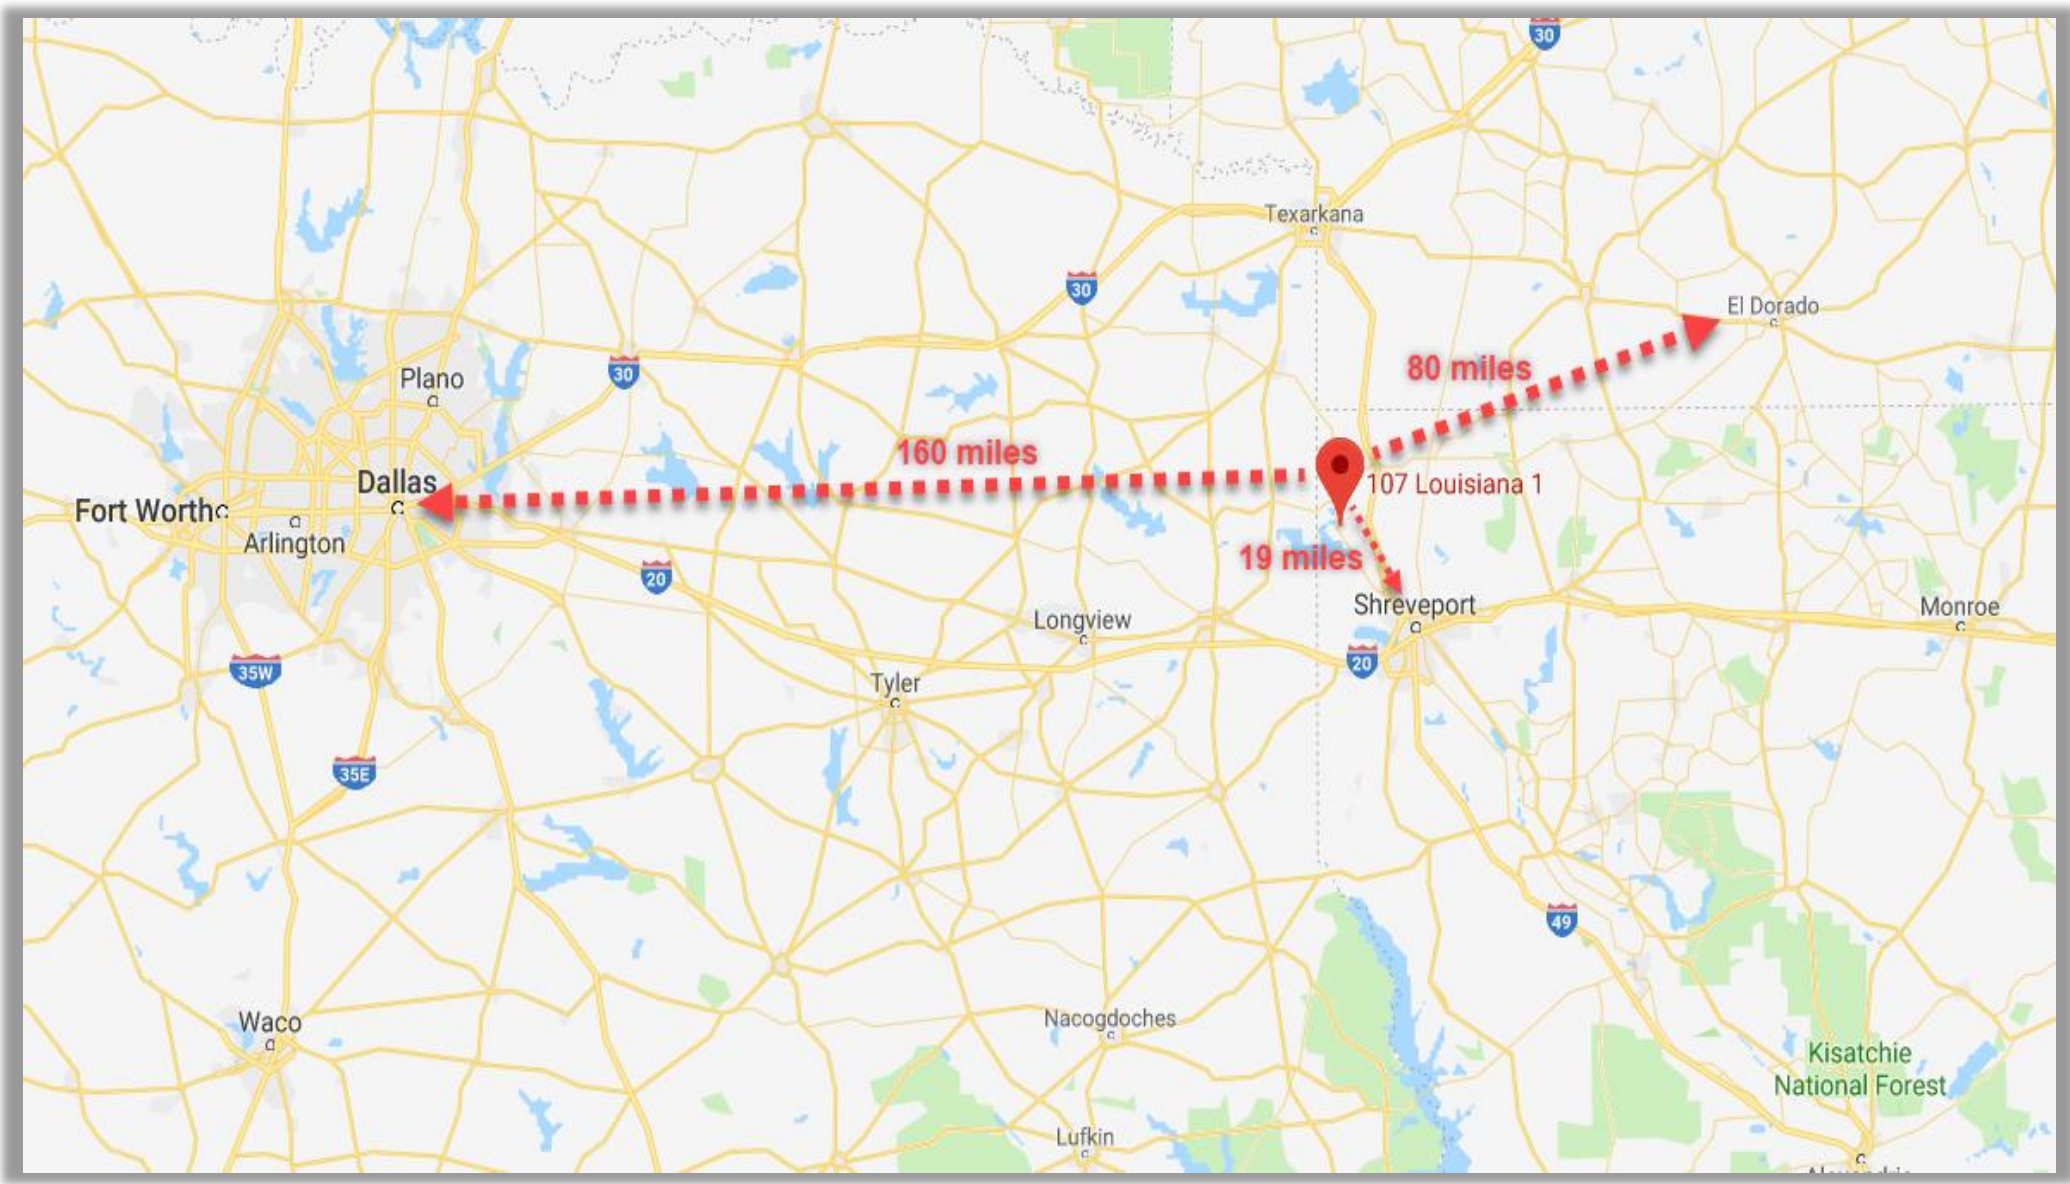 30
Texarkana
30
El Dorado
80 miles
30
Plano
160 miles
107 Louisiana 1
Dallas
Fort Worth
Arlington
19 miles
20
Shreveport
Monroe
Longview
20
35W
Tyler
35E
49
Waco
Nacogdoches
Kisatchie
National Forest
Lufkin